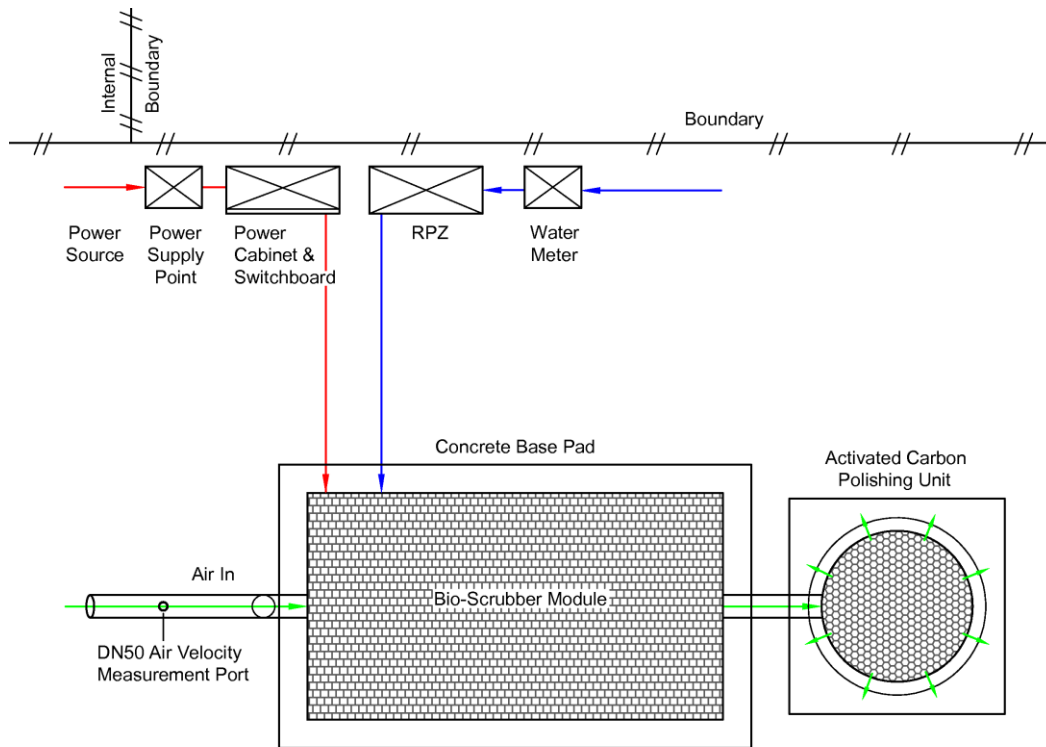 Internal
Boundary
Boundary
Power
Source
Power
Supply
Point
Power
Cabinet &
Switchboard
RPZ
Water
Meter
Concrete Base Pad
Activated Carbon
Polishing Unit
Air In
Bio-Scrubber Module
DN50 Air Velocity
Measurement Port